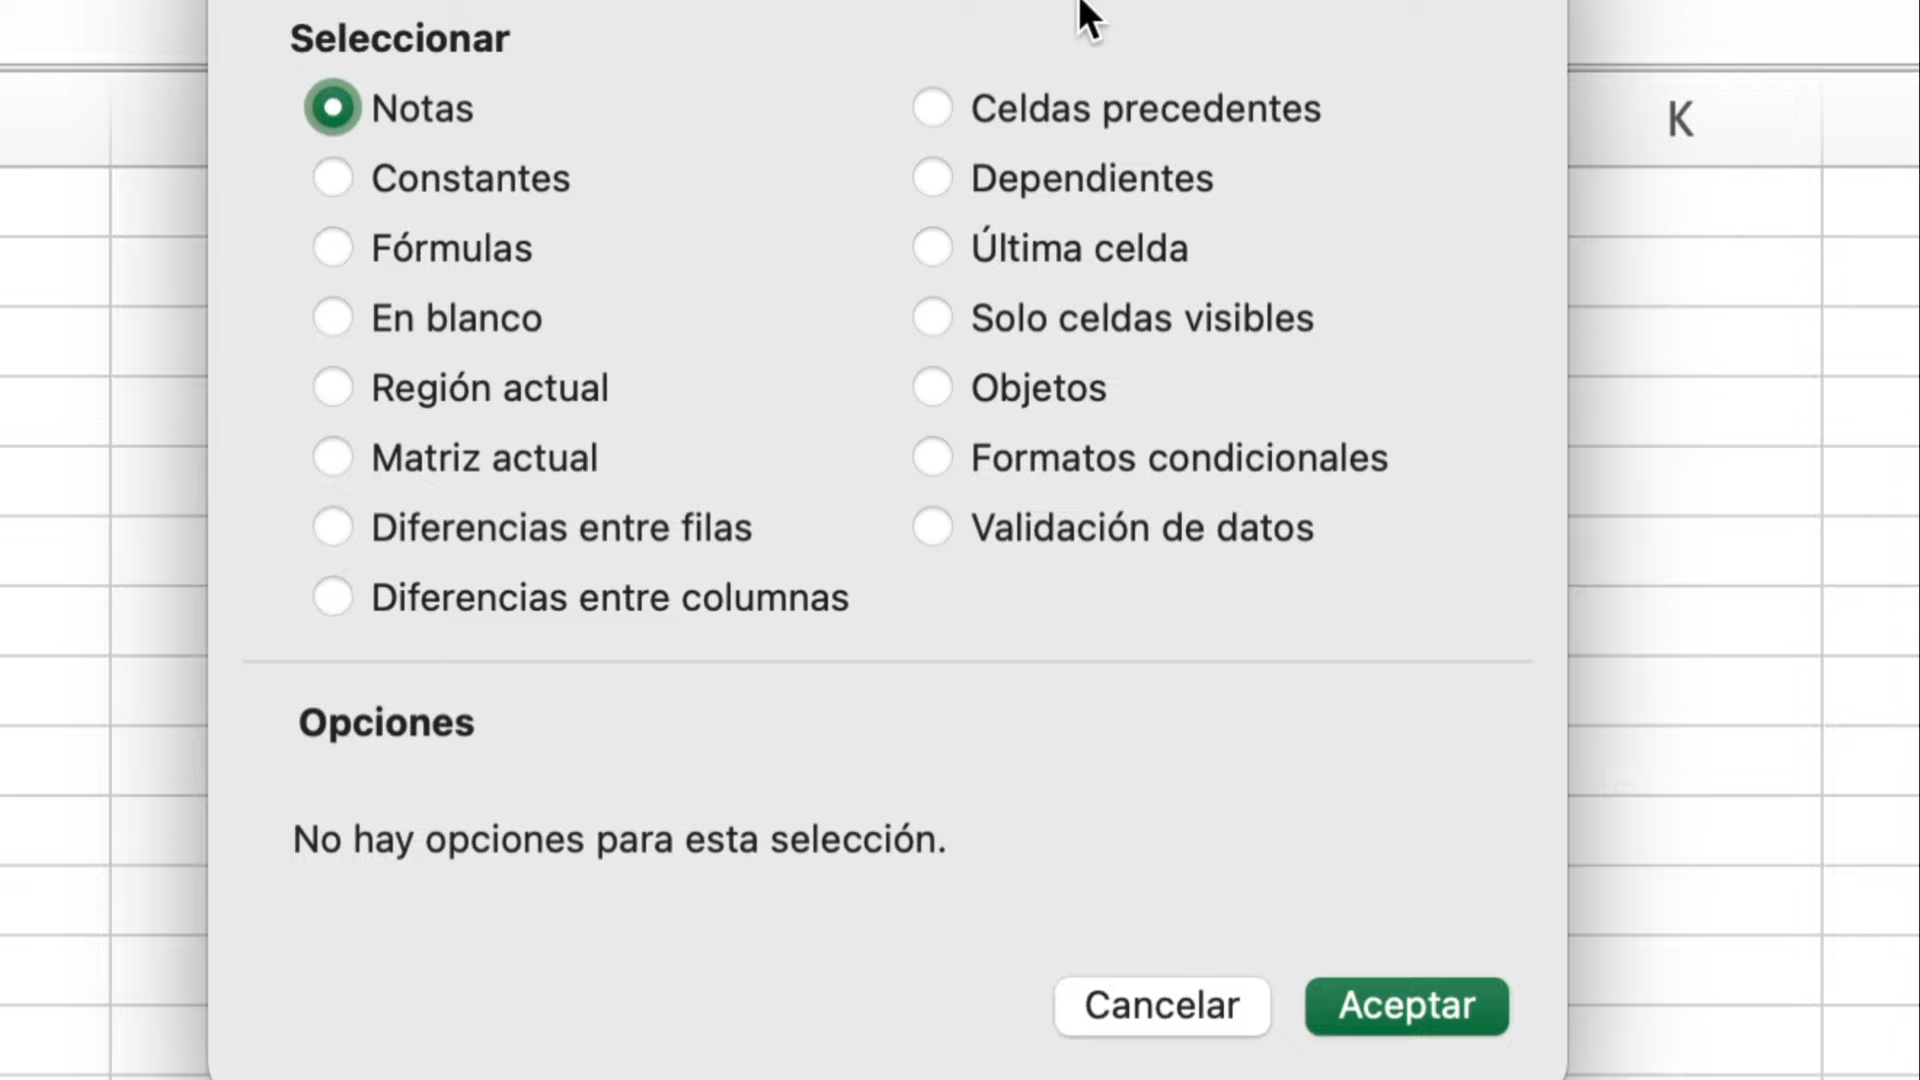 Seleccionar
Notas
Constantes
Fórmulas
En blanco
Región actual
Matriz actual
Diferencias entre filas
Diferencias entre columnas
Celdas precedentes
Dependientes
Última celda
Solo celdas visibles
Objetos
Formatos condicionales
Validación de datos
K
Opciones
No hay opciones para esta selección.
Cancelar
Aceptar